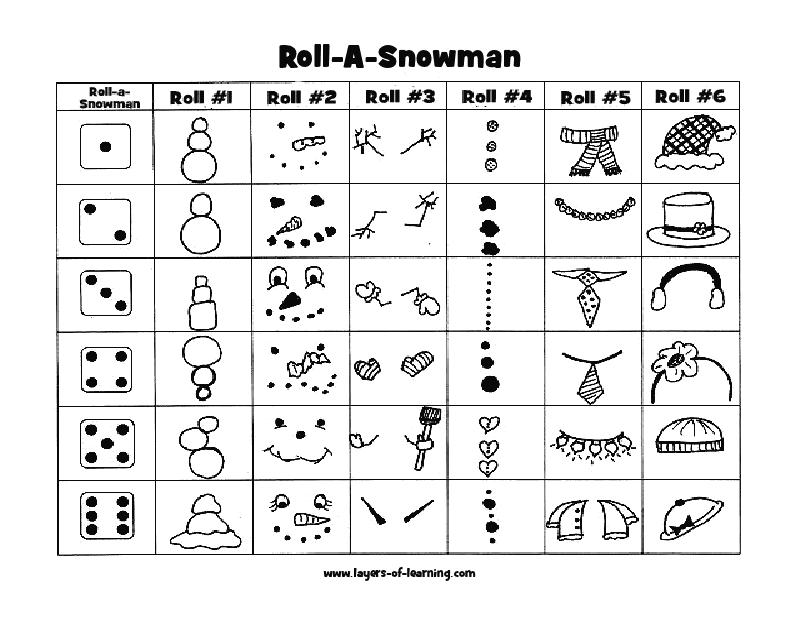 Roll-A-Snowman
Roll-a-
Snowman
Roll #1
Roll #2
Roll #3
Roll #4
Roll #5
Roll #6
www.layers-of-learning.com